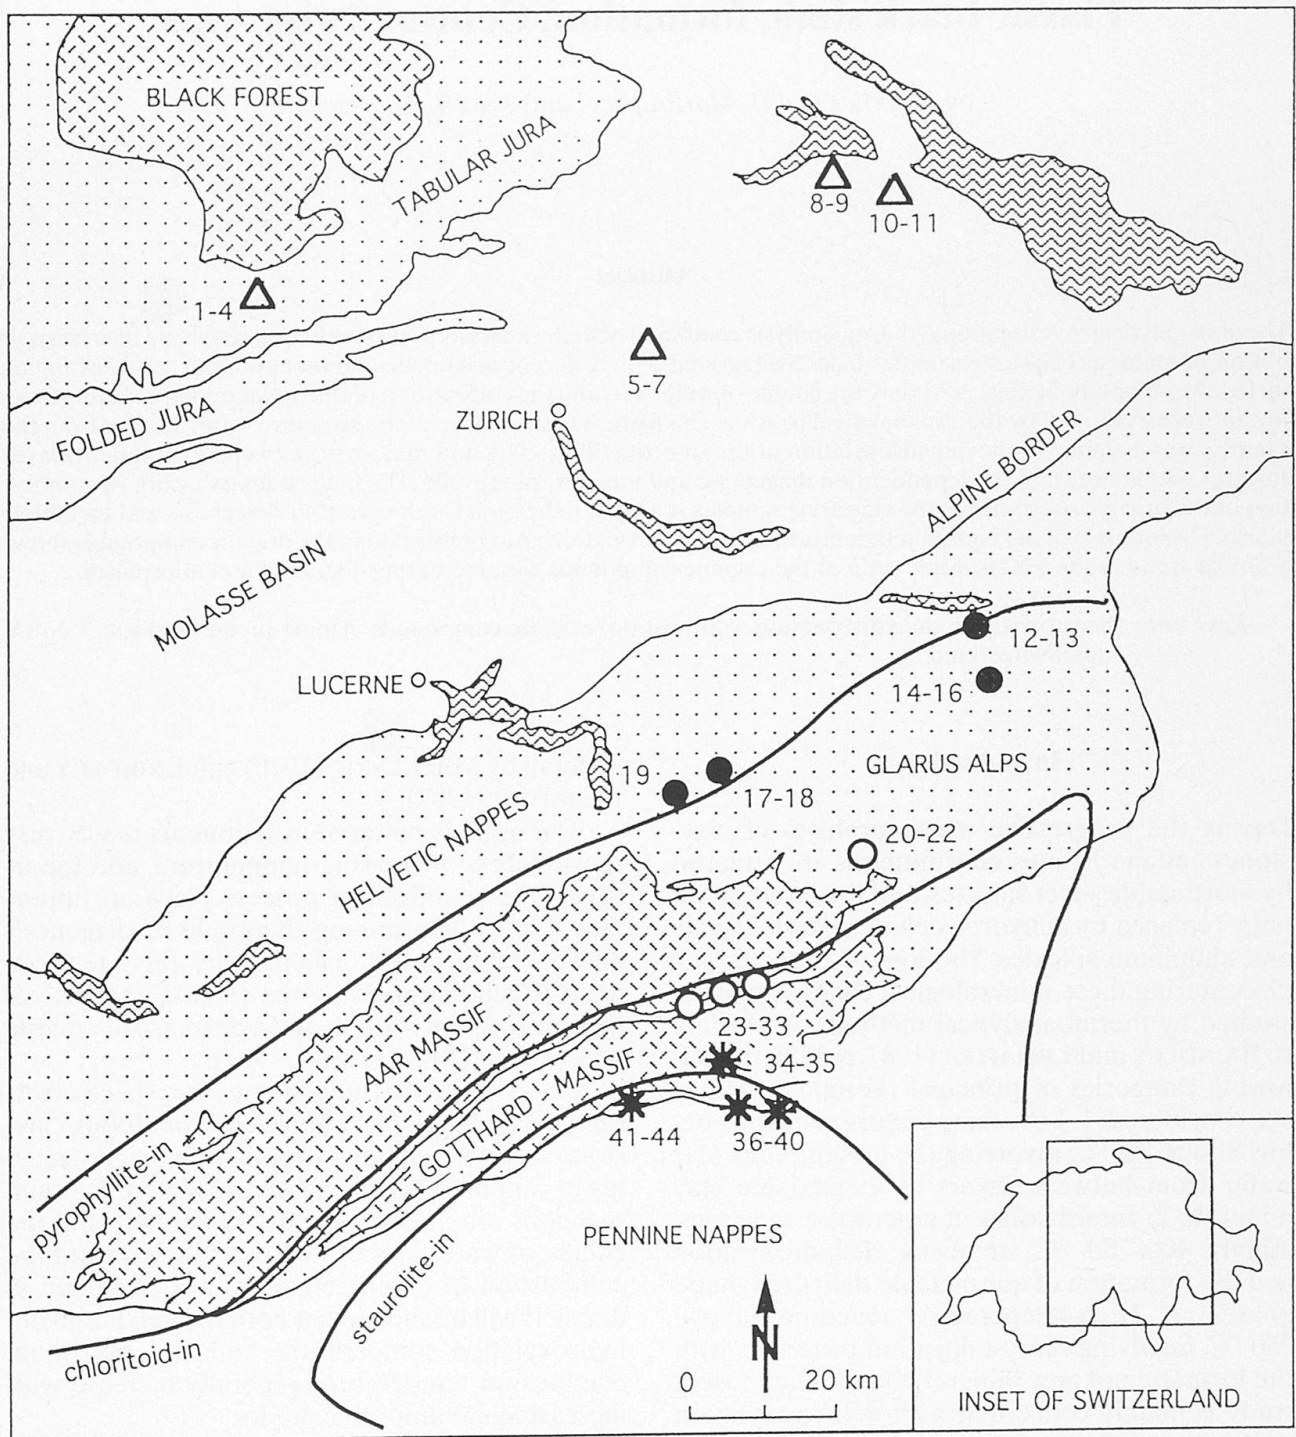 BLACK FOREST
TABULAR JURA
8-9
10-11
1-4
5-7
ZURICH
FOLDED JURA
ALPINE BORDER
MOLASSE BASIN
12-13
LUCERNE
14-16
GLARUS ALPS
19
17-18
HELVETIC NAPPES
20-22
AAR MASSIF
23-33
GOTTHARD MASSIF
34-35
41-44
36-40
pyrophyllite-in
PENNINE NAPPES
staurolite-in
chloritoid-in
N
0 20 km
INSET OF SWITZERLAND